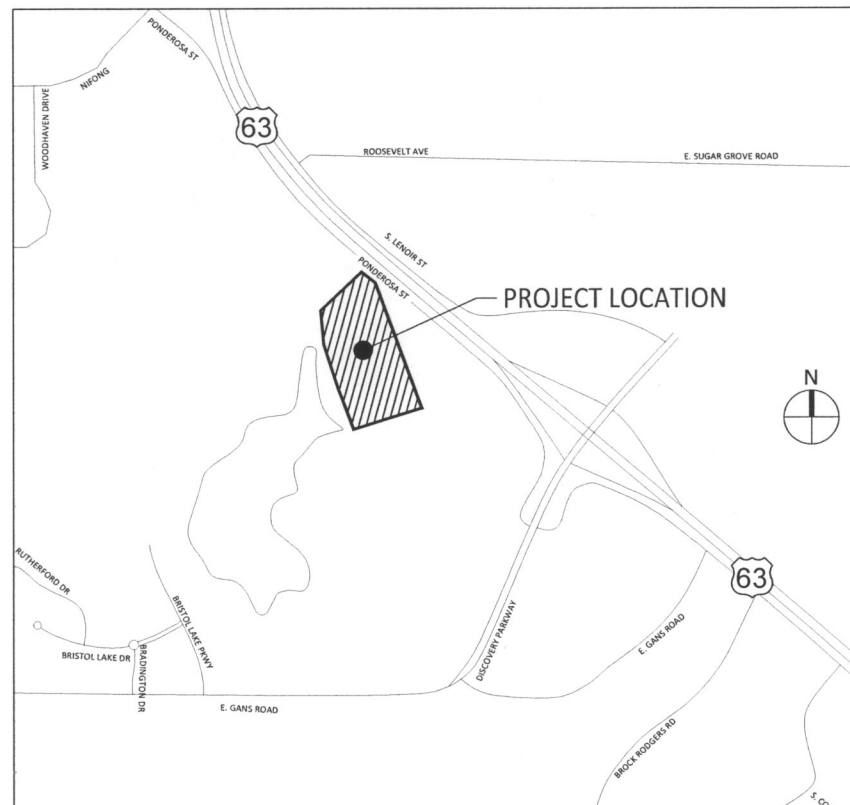 PONDEROSA ST
NIFONG
WOODHAVEN DRIVE
63
ROOSEVELT AVE
E. SUGAR GROVE ROAD
S. LENOIR ST
PONDEROSA ST
PROJECT LOCATION
N
RUTHERFORD DR
BRISTOL LAKE PKWY
BRISTOL LAKE DR
BRADINGTON DR
E. GANS ROAD
DISCOVERY PARKWAY
E. GANS ROAD
63
BROCK RODGERS RD
S. CO